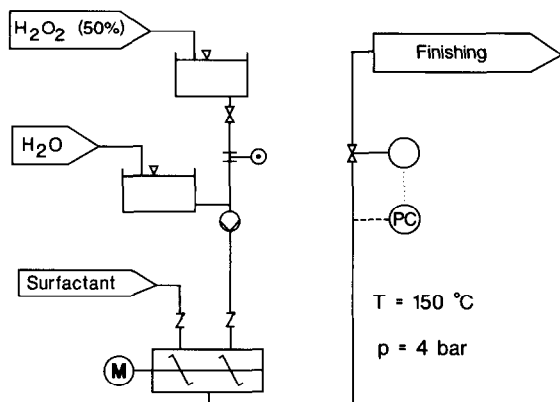 H₂O₂ (50%)
Finishing
H₂O
PC
Surfactant
T = 150 °C
p = 4 bar
M